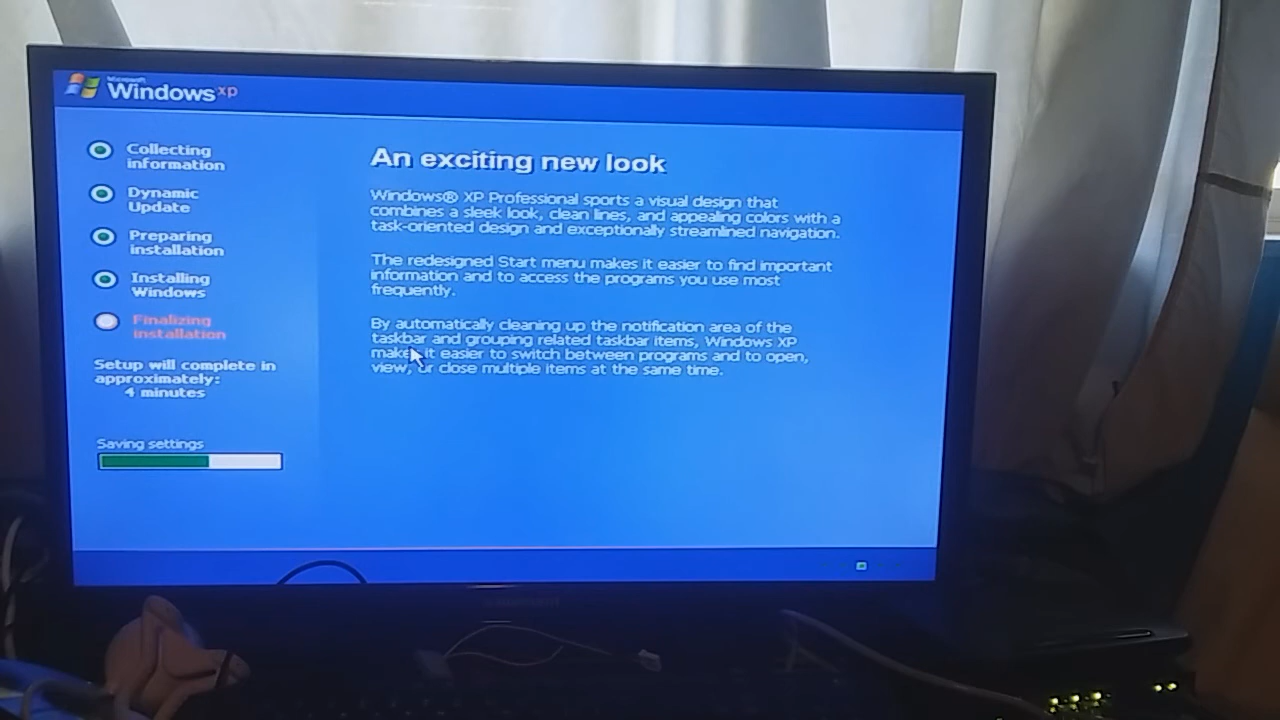 Microsoft
Windows xp
Collecting
information
Dynamic
Update
Preparing
installation
Installing
Windows
Finalizing
installation
Setup will complete in
approximately:
4 minutes
Saving settings
An exciting new look
Windows® XP Professional sports a visual design that
combines a sleek look, clean lines, and appealing colors with a
task-oriented design and exceptionally streamlined navigation.
The redesigned Start menu makes it easier to find important
information and to access the programs you use most
frequently.
By automatically cleaning up the notification area of the
taskbar and grouping related taskbar items, Windows XP
makes it easier to switch between programs and to open,
view, or close multiple items at the same time.